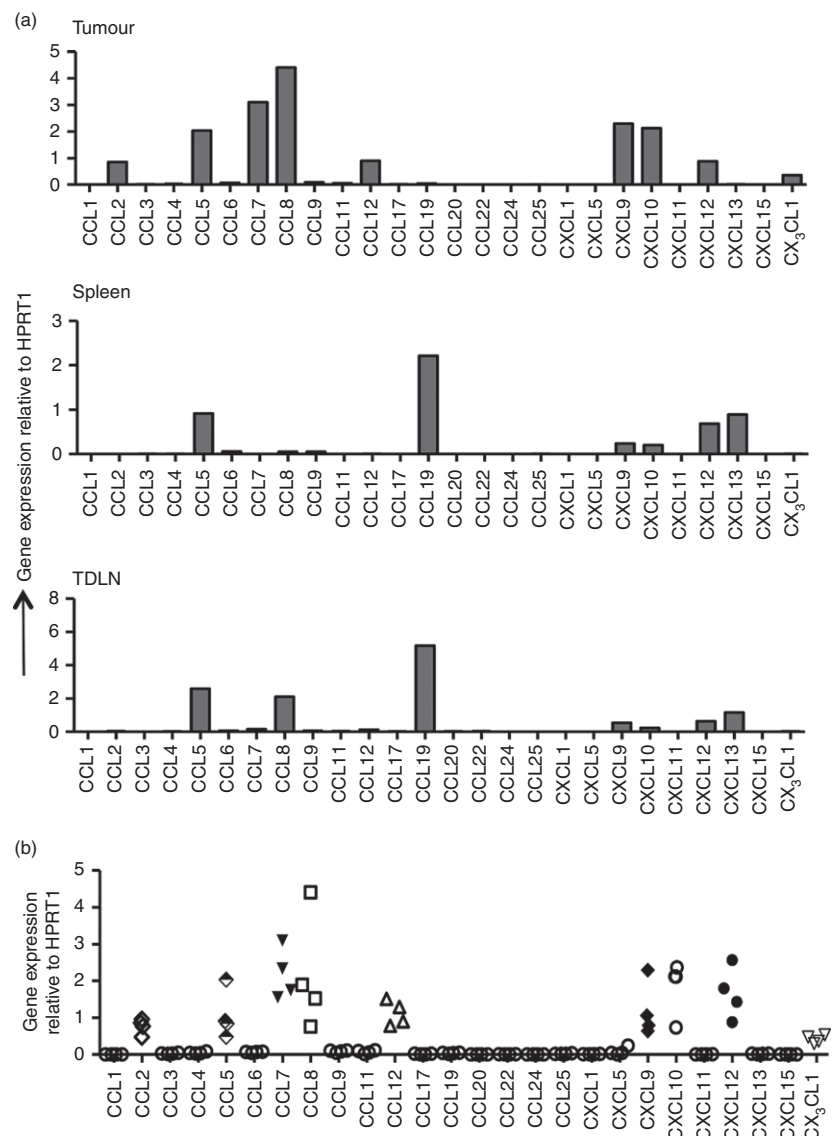 (a)
Tumour
5
4
3
2
1
0
CCL1 CCL2 CCL3 CCL4 CCL5 CCL6 CCL7 CCL8 CCL9 CCL11 CCL12 CCL17 CCL19 CCL20 CCL22 CCL24 CCL25 CXCL1 CXCL5 CXCL9 CXCL10 CXCL11 CXCL12 CXCL13 CXCL15 CX3CL1
Gene expression relative to HPRT1
Spleen
3
2
1
0
CCL1 CCL2 CCL3 CCL4 CCL5 CCL6 CCL7 CCL8 CCL9 CCL11 CCL12 CCL17 CCL19 CCL20 CCL22 CCL24 CCL25 CXCL1 CXCL5 CXCL9 CXCL10 CXCL11 CXCL12 CXCL13 CXCL15 CX3CL1
TDLN
8
6
4
2
0
CCL1 CCL2 CCL3 CCL4 CCL5 CCL6 CCL7 CCL8 CCL9 CCL11 CCL12 CCL17 CCL19 CCL20 CCL22 CCL24 CCL25 CXCL1 CXCL5 CXCL9 CXCL10 CXCL11 CXCL12 CXCL13 CXCL15 CX3CL1
(b)
Gene expression
relative to HPRT1
5
4
3
2
1
0
CCL1 CCL2 CCL3 CCL4 CCL5 CCL6 CCL7 CCL8 CCL9 CCL11 CCL12 CCL17 CCL19 CCL20 CCL22 CCL24 CCL25 CXCL1 CXCL5 CXCL9 CXCL10 CXCL11 CXCL12 CXCL13 CXCL15 CX3CL1